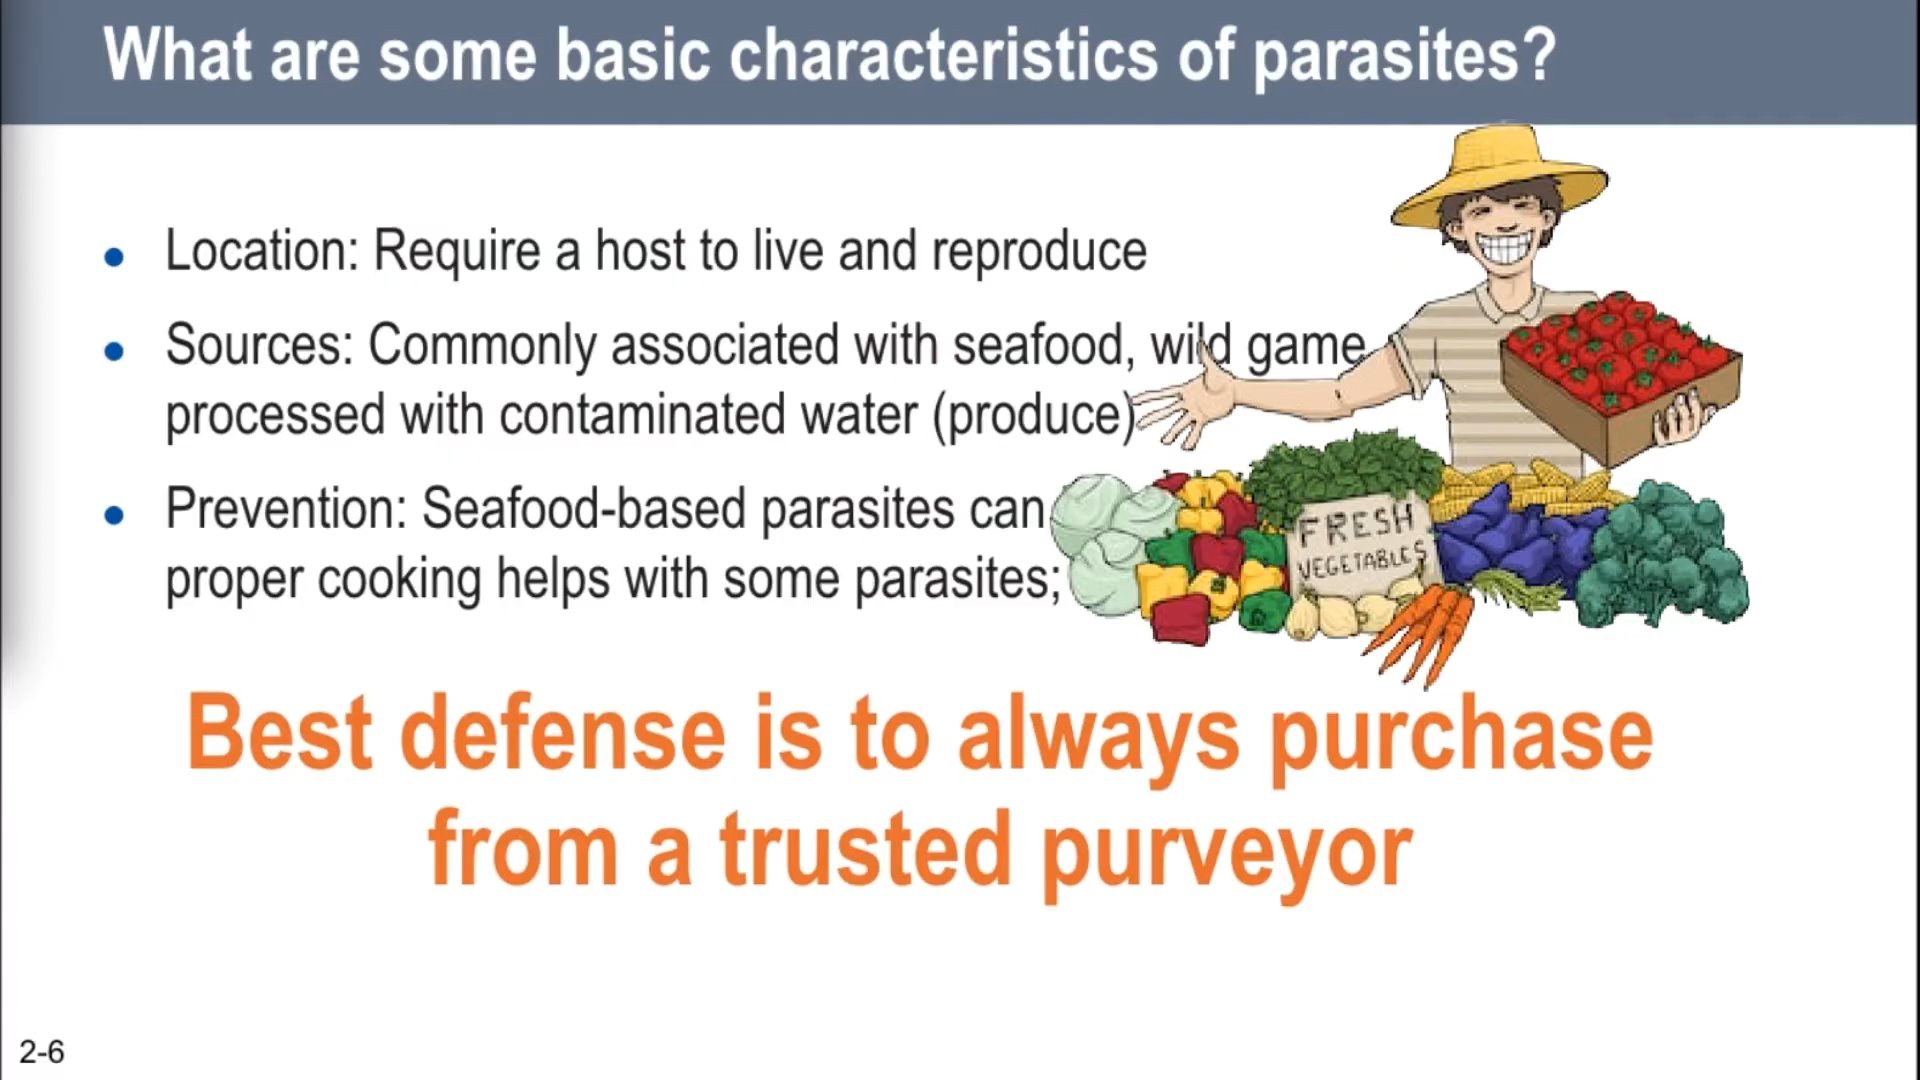 What are some basic characteristics of parasites?
Location: Require a host to live and reproduce
Sources: Commonly associated with seafood, wild game
processed with contaminated water (produce)
Prevention: Seafood-based parasites can
proper cooking helps with some parasites;
FRESH
VEGETABLES
Best defense is to always purchase
from a trusted purveyor
2-6